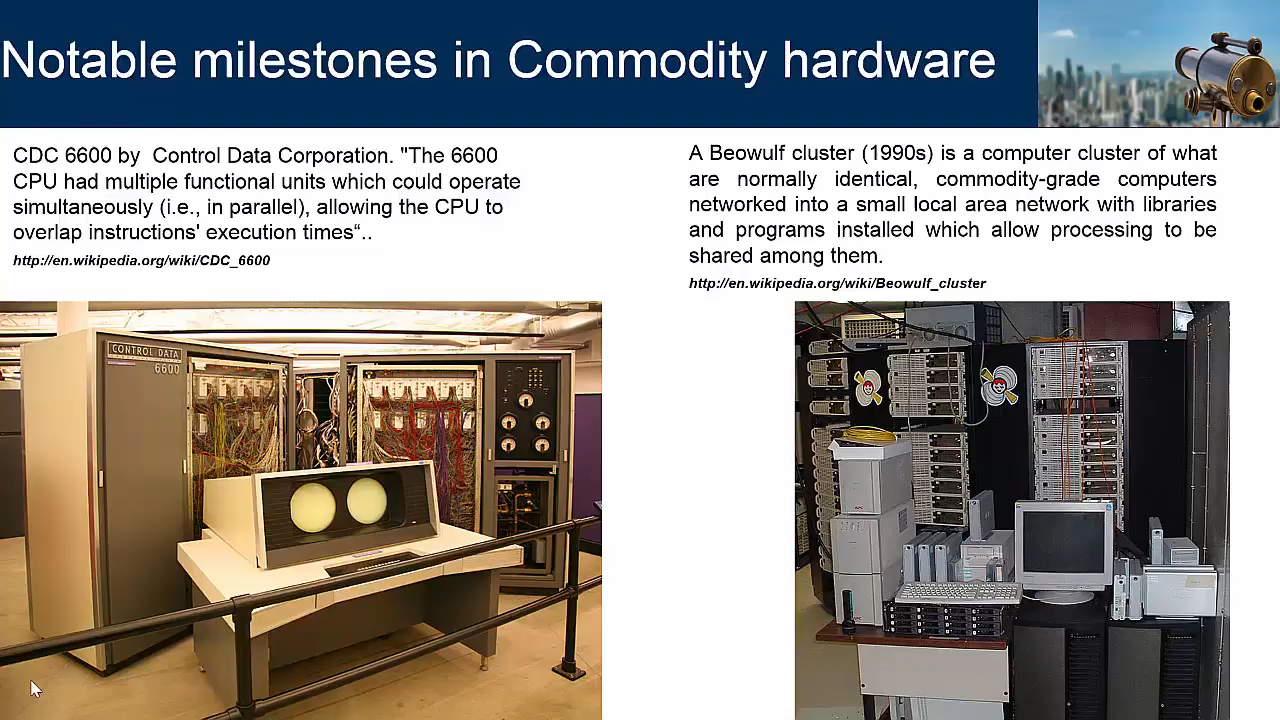 Notable milestones in Commodity hardware
CDC 6600 by  Control Data Corporation. "The 6600
CPU had multiple functional units which could operate
simultaneously (i.e., in parallel), allowing the CPU to
overlap instructions' execution times“..
http://en.wikipedia.org/wiki/CDC_6600
A Beowulf cluster (1990s) is a computer cluster of what
are normally identical, commodity-grade computers
networked into a small local area network with libraries
and programs installed which allow processing to be
shared among them.
http://en.wikipedia.org/wiki/Beowulf_cluster
CONTROL DATA
6600